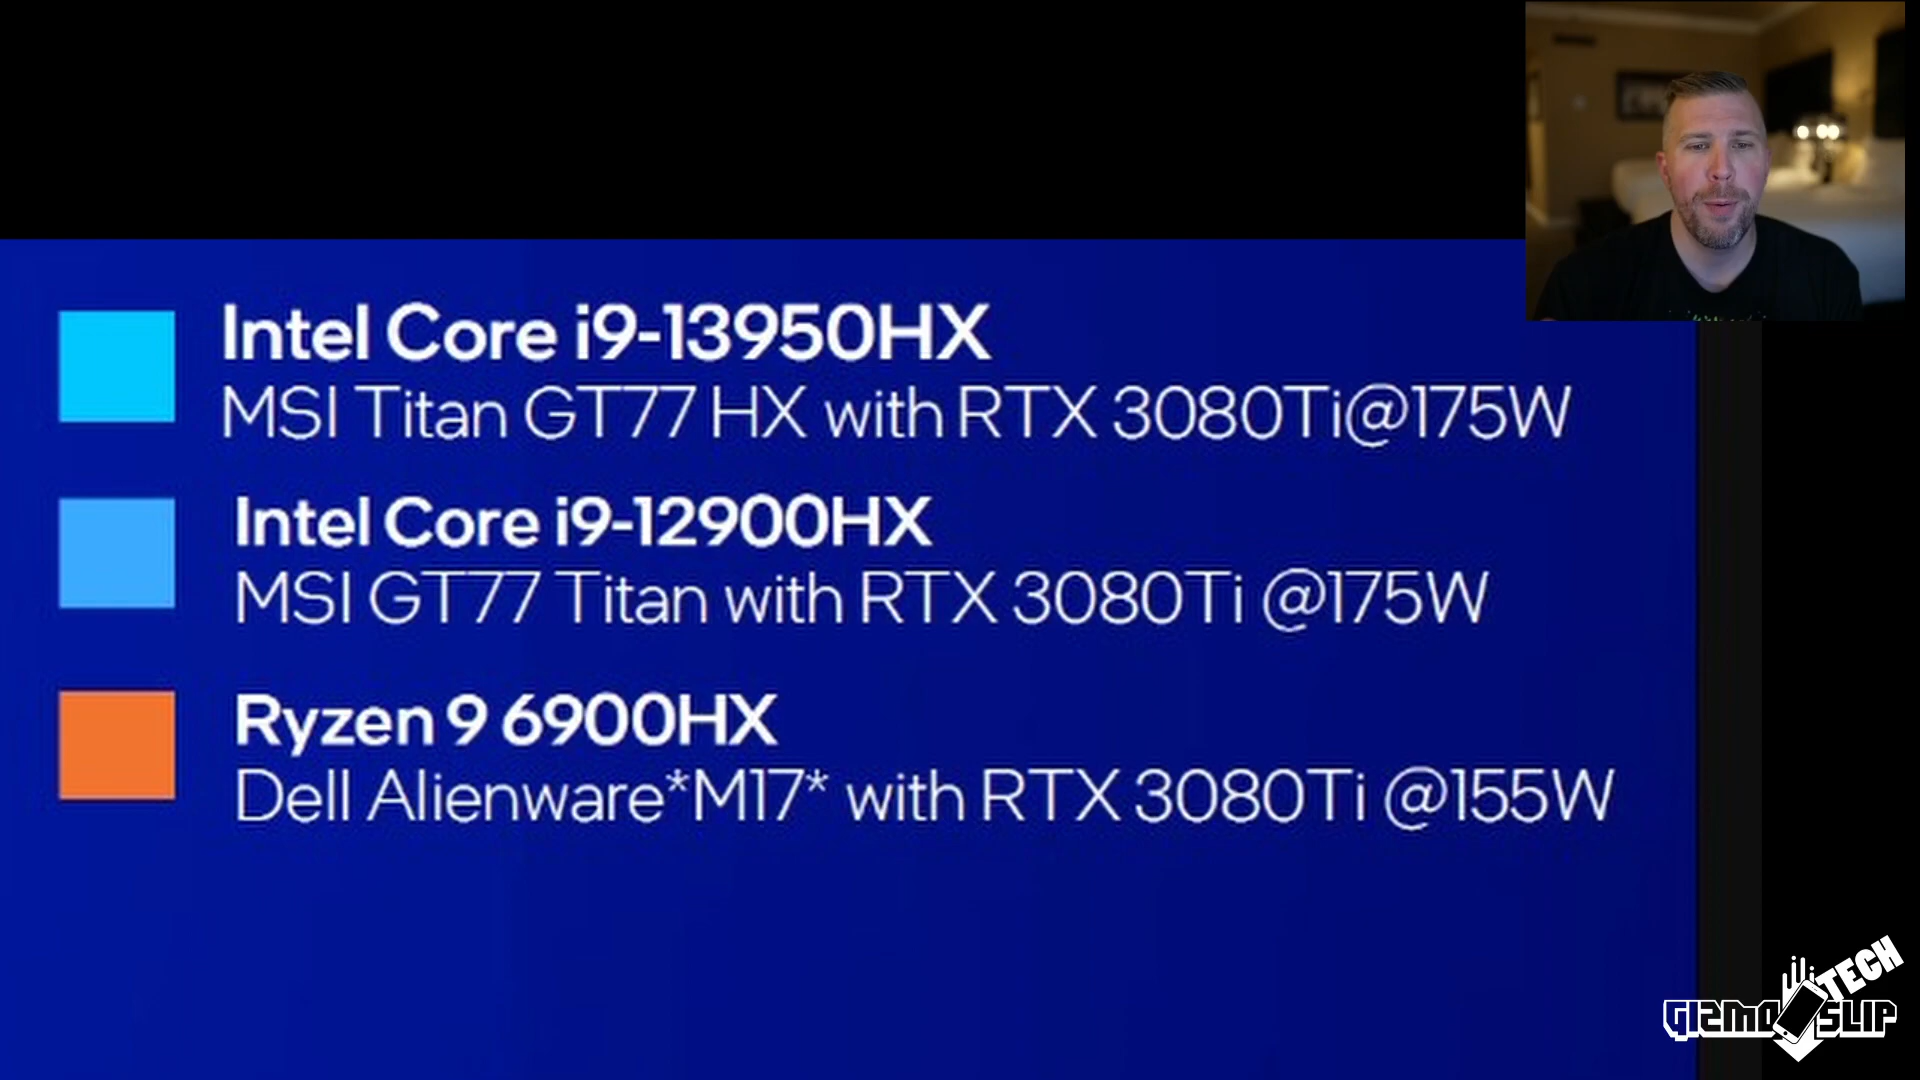 Intel Core i9-13950HX
MSI Titan GT77 HX with RTX 3080Ti@175W
Intel Core i9-12900HX
MSI GT77 Titan with RTX 3080Ti @175W
Ryzen 9 6900HX
Dell Alienware*M17* with RTX 3080Ti @155W
TECH
GIZMO SLIP